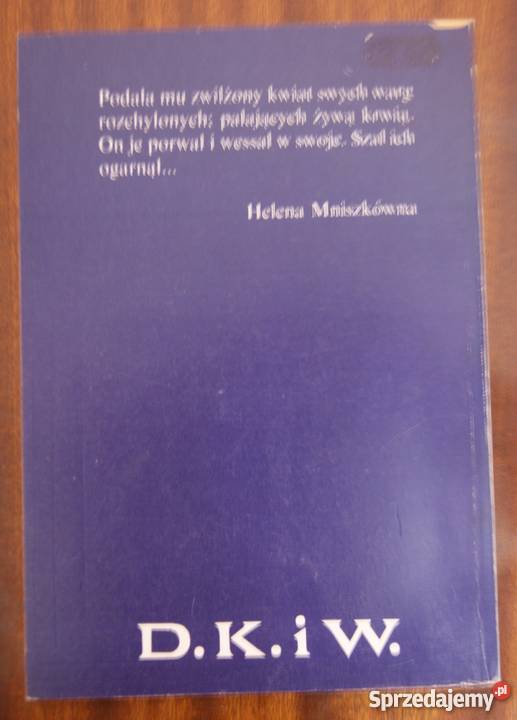 Podała mu zwilżony kwiat swych warg
rozchylonych; pałających żywą krwią.
On je porwał i wessał w swoje. Szał ich
ogarnął...
Helena Mniszkówna
D.K.i W.
Sprzedajemy.pl